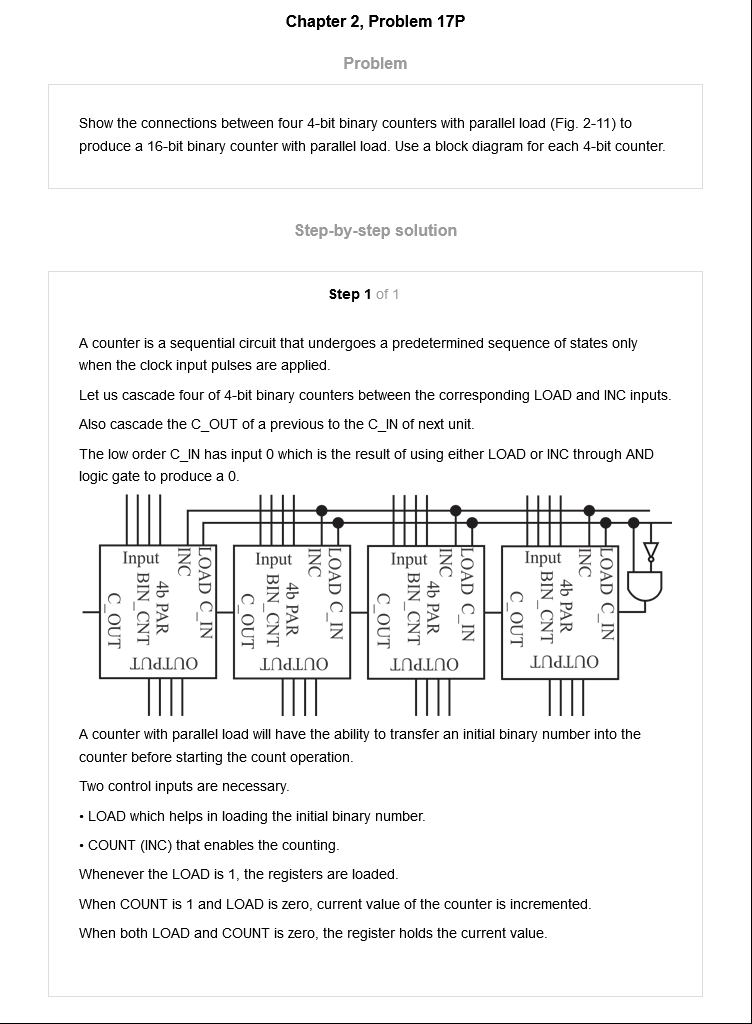 Chapter 2, Problem 17P
Problem
Show the connections between four 4-bit binary counters with parallel load (Fig. 2-11) to
produce a 16-bit binary counter with parallel load. Use a block diagram for each 4-bit counter.
Step-by-step solution
Step 1 of 1
A counter is a sequential circuit that undergoes a predetermined sequence of states only
when the clock input pulses are applied.
Let us cascade four of 4-bit binary counters between the corresponding LOAD and INC inputs.
Also cascade the C_OUT of a previous to the C_IN of next unit.
The low order C_IN has input 0 which is the result of using either LOAD or INC through AND
logic gate to produce a 0.
Input
INC
LOAD C_IN
4b PAR
BIN_CNT
C_OUT
OUTPUT
Input
INC
LOAD C_IN
4b PAR
BIN_CNT
C_OUT
OUTPUT
Input
INC
LOAD C_IN
4b PAR
BIN_CNT
C_OUT
OUTPUT
Input
INC
LOAD C_IN
4b PAR
BIN_CNT
C_OUT
OUTPUT
A counter with parallel load will have the ability to transfer an initial binary number into the
counter before starting the count operation.
Two control inputs are necessary.
• LOAD which helps in loading the initial binary number.
• COUNT (INC) that enables the counting.
Whenever the LOAD is 1, the registers are loaded.
When COUNT is 1 and LOAD is zero, current value of the counter is incremented.
When both LOAD and COUNT is zero, the register holds the current value.